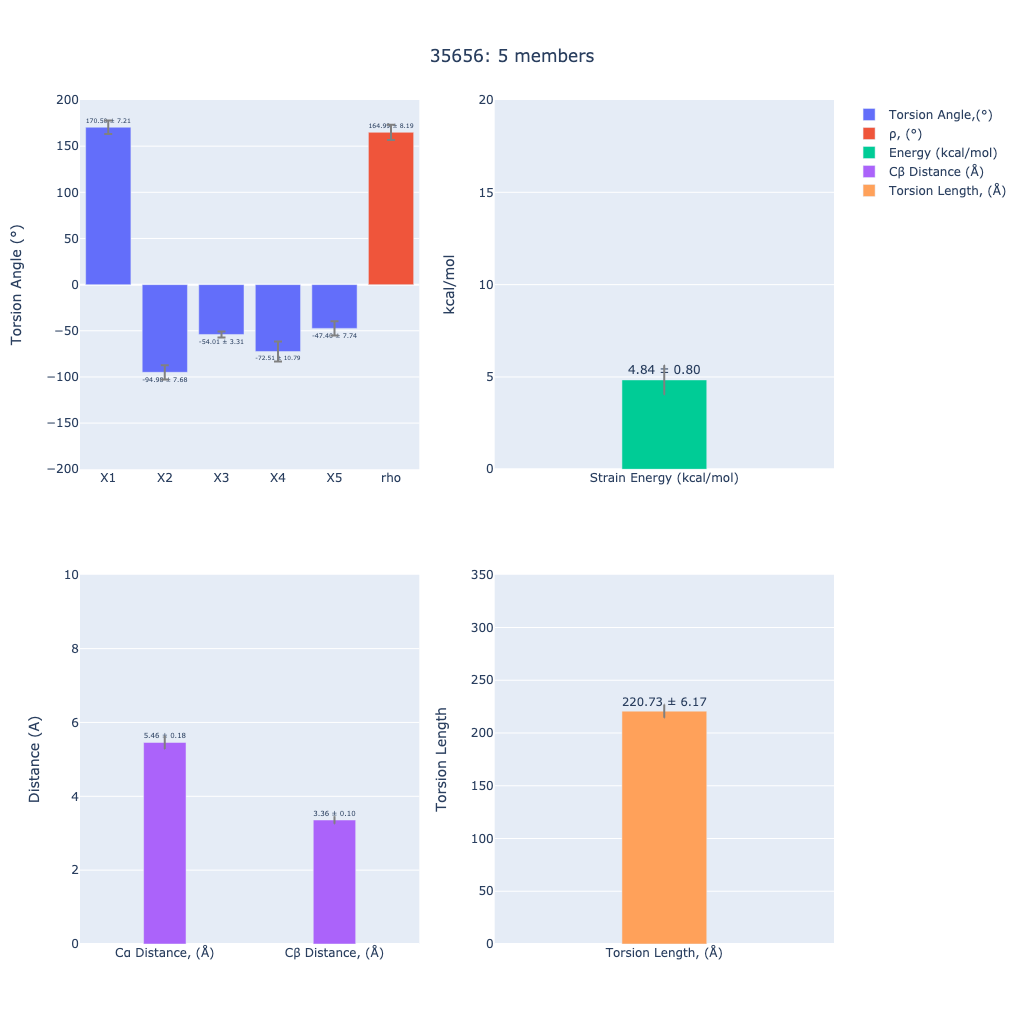 35656: 5 members
Torsion Angle (°)
200
150
100
50
0
−50
−100
−150
−200
170.58 ± 7.21
-94.98 ± 7.68
-54.01 ± 3.31
-72.51 ± 10.79
± 7.74
164.99 ± 8.19
X1 X2 X3 X4 X5 rho
kcal/mol
20
15
10
5
0
4.84 ± 0.80
Strain Energy (kcal/mol)
Torsion Angle,(°)
ρ, (°)
Energy (kcal/mol)
Cβ Distance (Å)
Torsion Length, (Å)
Distance (A)
10
8
6
4
2
0
5.46 ± 0.18
3.36 ± 0.10
Cα Distance, (Å) Cβ Distance, (Å)
Torsion Length
350
300
250
200
150
100
50
0
220.73 ± 6.17
Torsion Length, (Å)